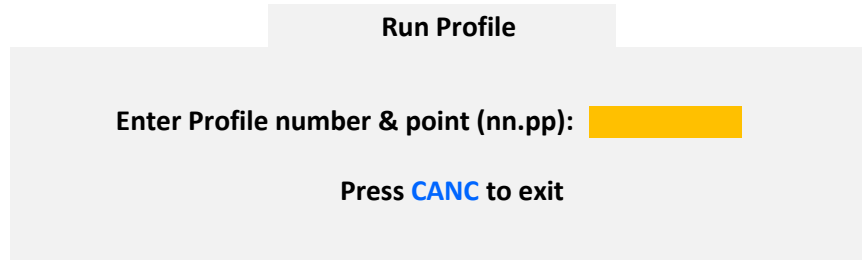 Run Profile
Enter Profile number & point (nn.pp):
Press CANC to exit